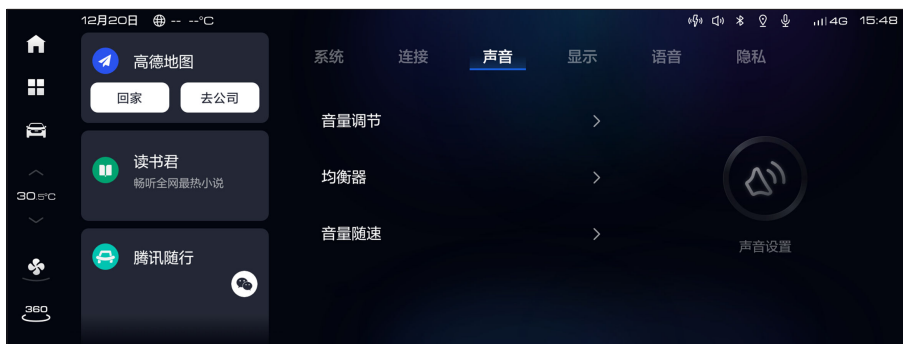 12月20日 -- --°C 4G 15:48
系统 连接 声音 显示 语音 隐私
高德地图
回家 去公司
音量调节
读书君
畅听全网最热小说
均衡器
30.5°C
音量随速
声音设置
腾讯随行
360